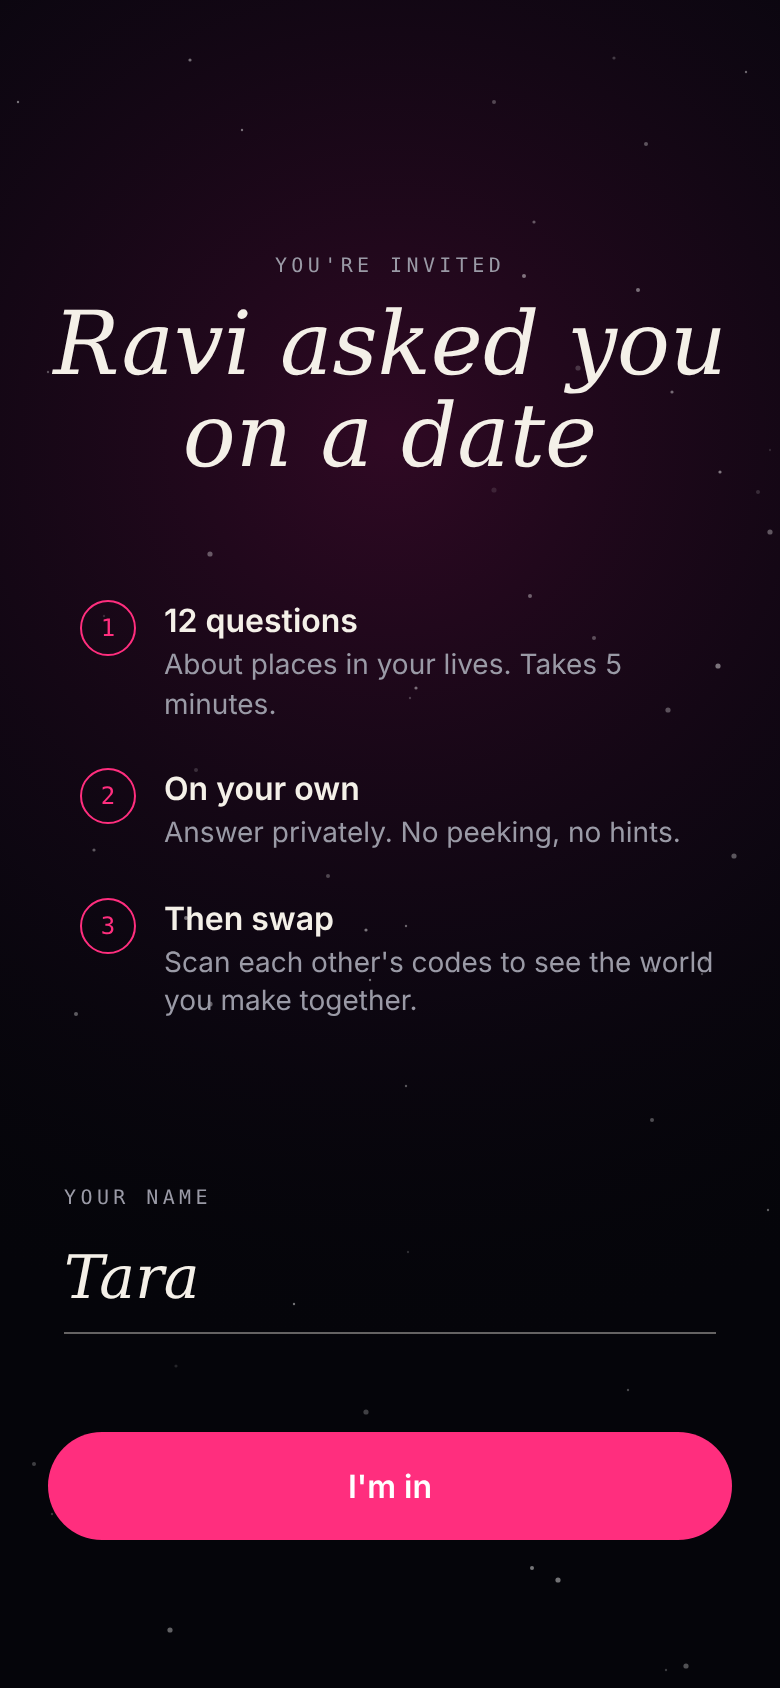 YOU'RE INVITED
Ravi asked you
on a date
1
12 questions
About places in your lives. Takes 5
minutes.
2
On your own
Answer privately. No peeking, no hints.
3
Then swap
Scan each other's codes to see the world
you make together.
YOUR NAME
Tara
I'm in